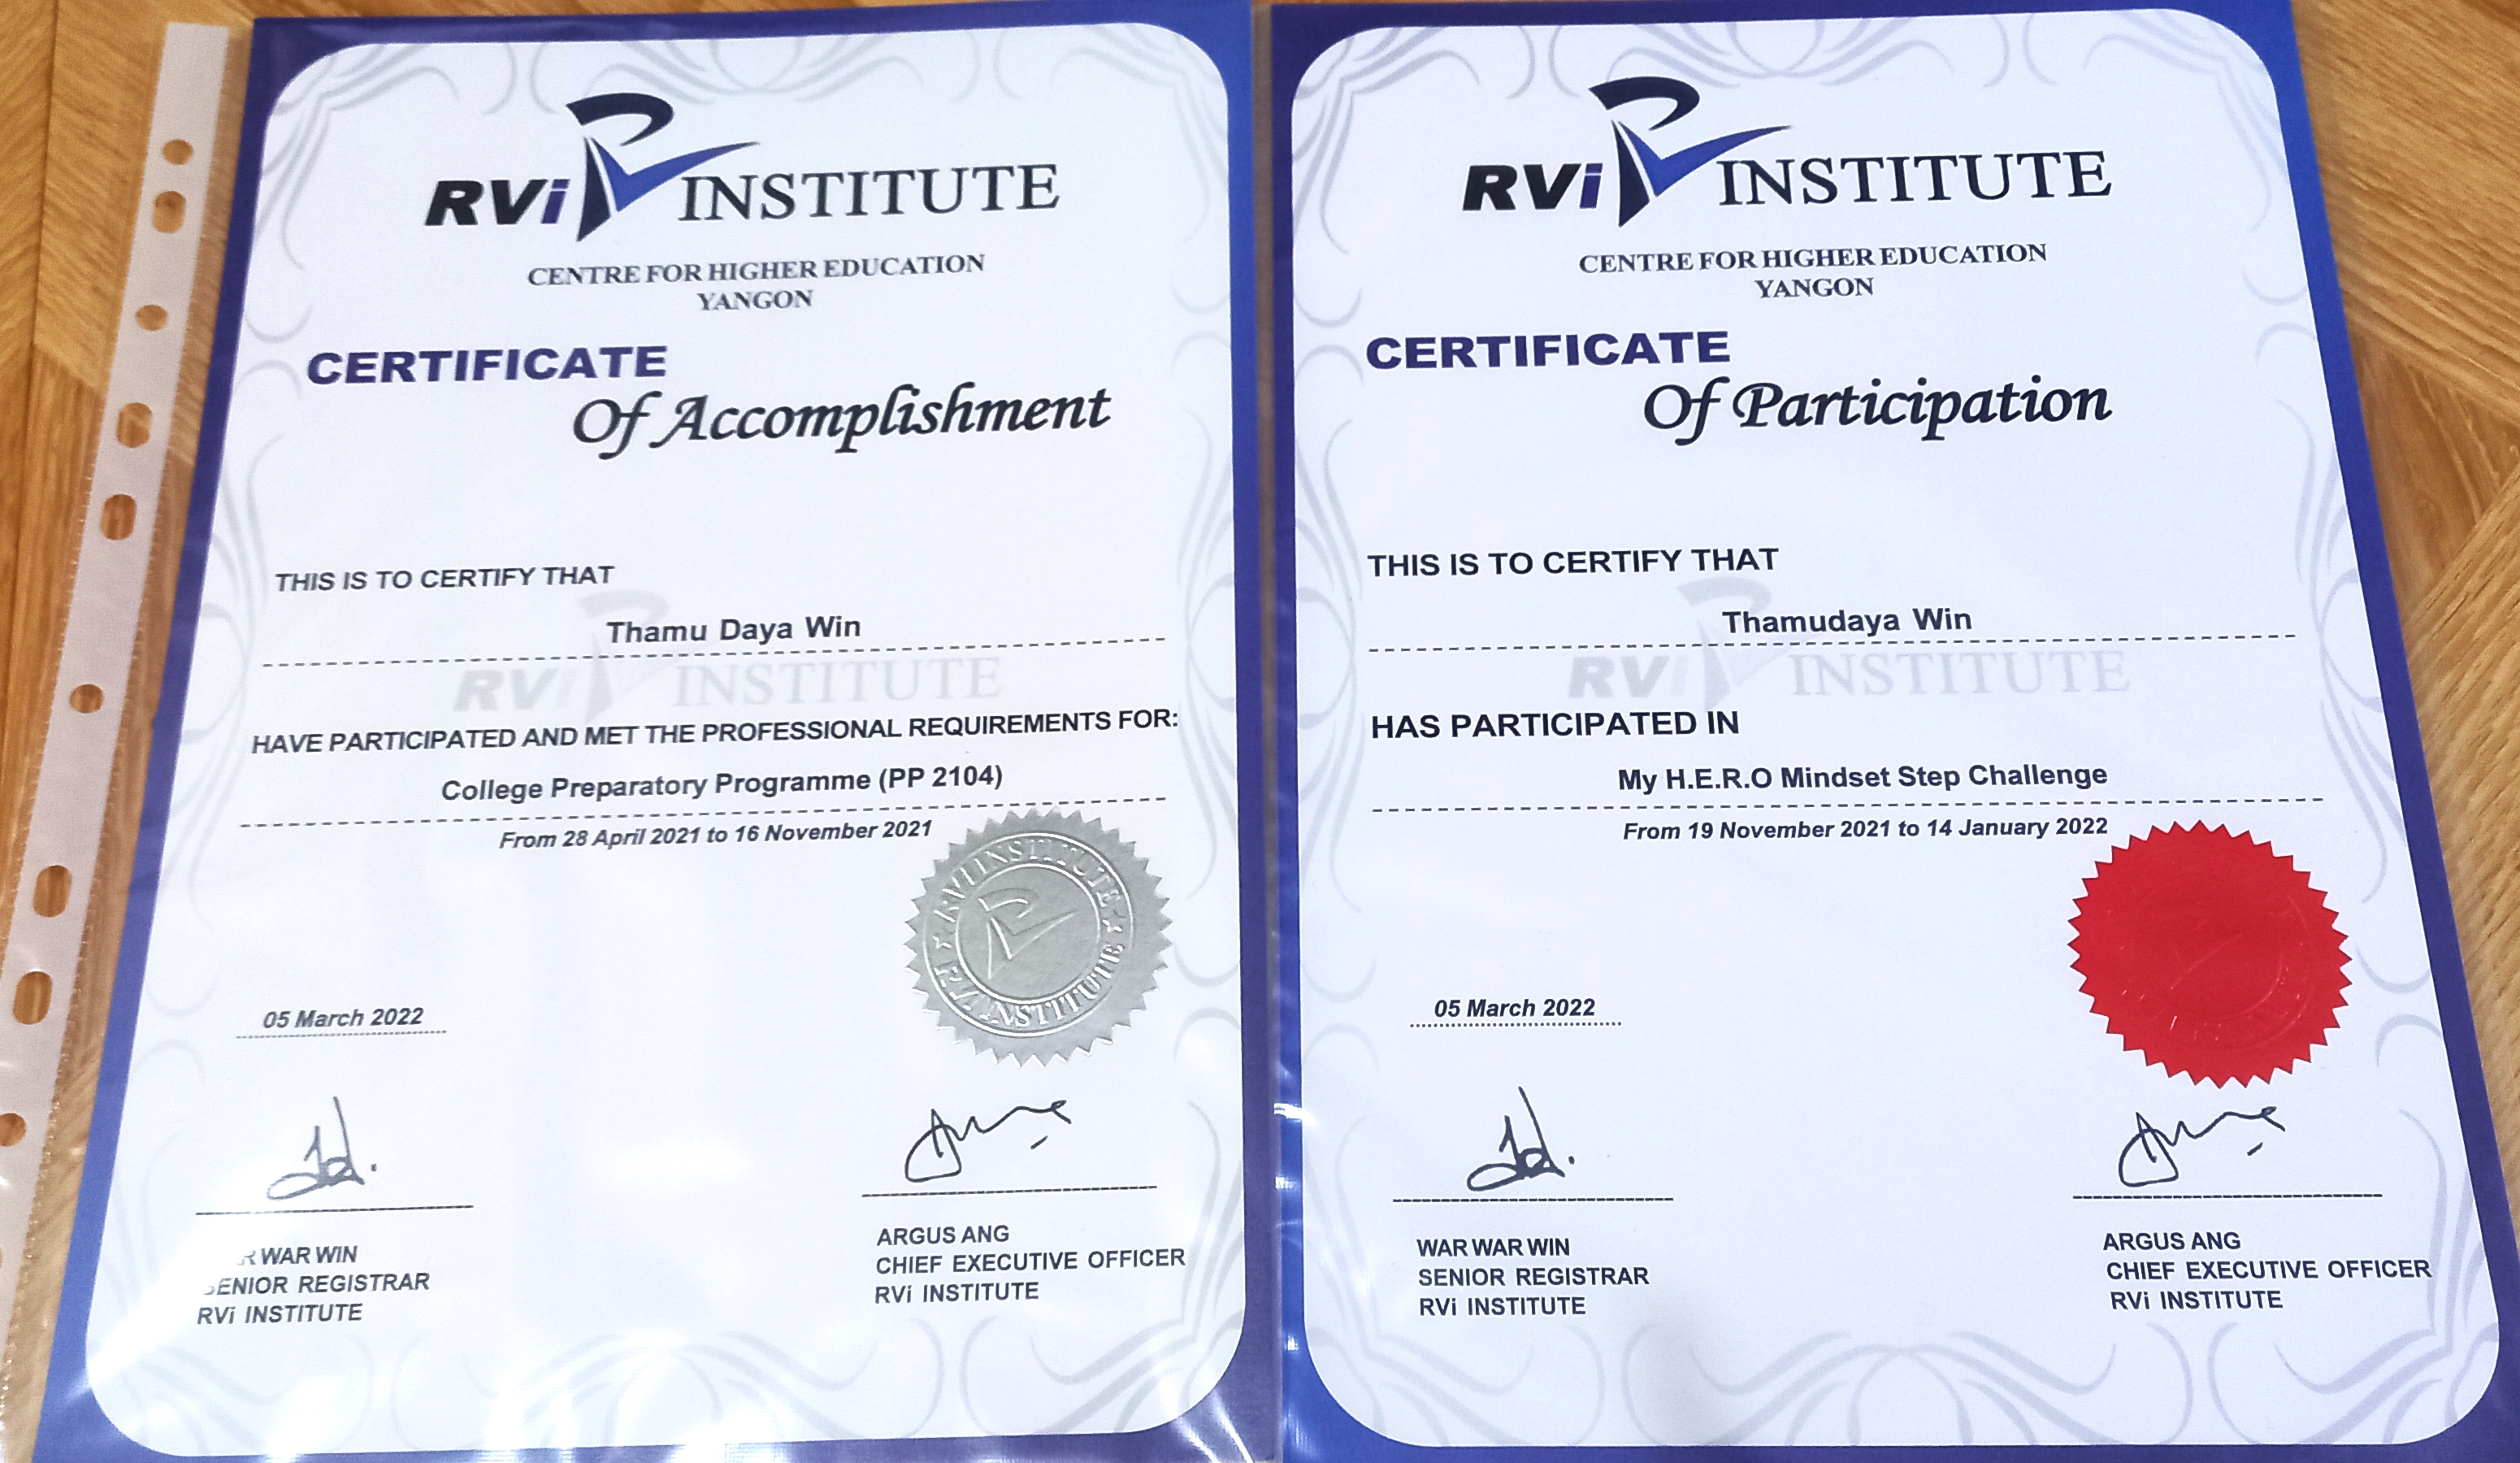 RVi INSTITUTE
CENTRE FOR HIGHER EDUCATION
YANGON
CERTIFICATE
Of Accomplishment
THIS IS TO CERTIFY THAT
Thamu Daya Win
RVi INSTITUTE
HAVE PARTICIPATED AND MET THE PROFESSIONAL REQUIREMENTS FOR:
College Preparatory Programme (PP 2104)
From 28 April 2021 to 16 November 2021
RVI INSTITUTE
RVI INSTITUTE
05 March 2022
WAR WIN
SENIOR REGISTRAR
RVi INSTITUTE
ARGUS ANG
CHIEF EXECUTIVE OFFICER
RVi INSTITUTE
RVi INSTITUTE
CENTRE FOR HIGHER EDUCATION
YANGON
CERTIFICATE
Of Participation
THIS IS TO CERTIFY THAT
Thamudaya Win
RVi INSTITUTE
HAS PARTICIPATED IN
My H.E.R.O Mindset Step Challenge
From 19 November 2021 to 14 January 2022
05 March 2022
WAR WAR WIN
SENIOR REGISTRAR
RVi INSTITUTE
ARGUS ANG
CHIEF EXECUTIVE OFFICER
RVi INSTITUTE